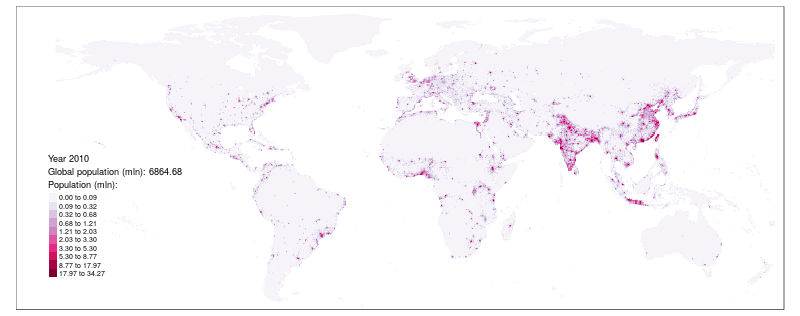 Year 2010
Global population (mln): 6864.68
Population (mln):
0.00 to 0.09
0.09 to 0.32
0.32 to 0.68
0.68 to 1.21
1.21 to 2.03
2.03 to 3.30
3.30 to 5.30
5.30 to 8.77
8.77 to 17.97
17.97 to 34.27